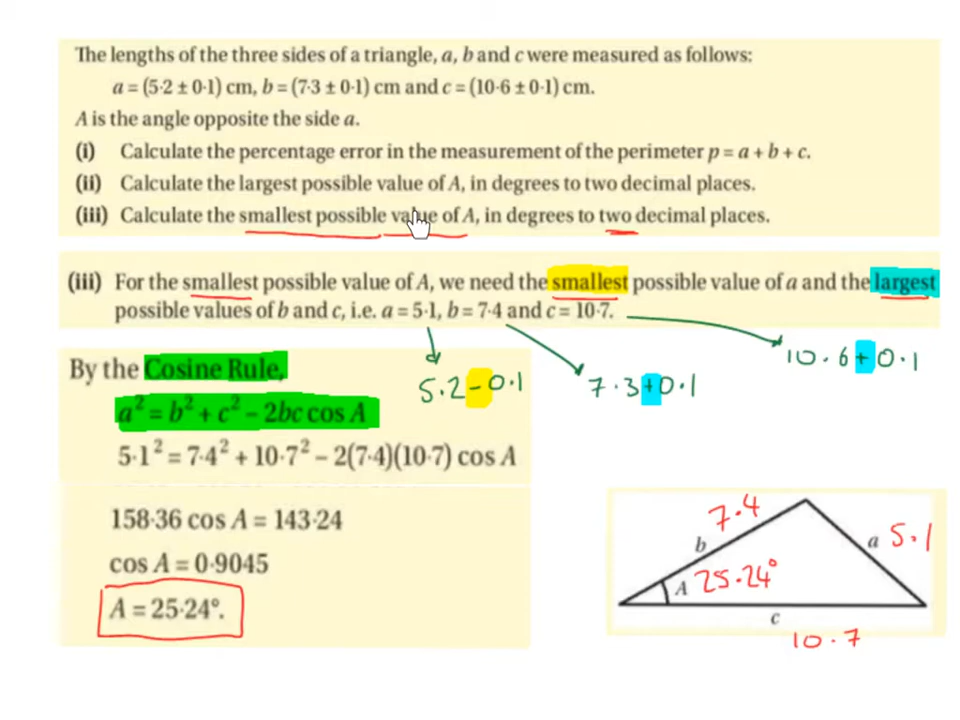 The lengths of the three sides of a triangle, a, b and c were measured as follows:
a = (5·2 ± 0·1) cm, b = (7·3 ± 0·1) cm and c = (10·6 ± 0·1) cm.
A is the angle opposite the side a.
(i) Calculate the percentage error in the measurement of the perimeter p = a + b + c.
(ii) Calculate the largest possible value of A, in degrees to two decimal places.
(iii) Calculate the smallest possible value of A, in degrees to two decimal places.
(iii) For the smallest possible value of A, we need the smallest possible value of a and the largest
possible values of b and c, i.e. a = 5·1, b = 7·4 and c = 10·7.
10.6+0.1
By the Cosine Rule,
5.2-0.1
7.3+0.1
a² = b² + c² − 2bc cos A
5·1² = 7·4² + 10·7² − 2(7·4)(10·7) cos A
158·36 cos A = 143·24
cos A = 0·9045
A = 25·24°.
7.4
b
a 5.1
A 25.24°
c
10.7